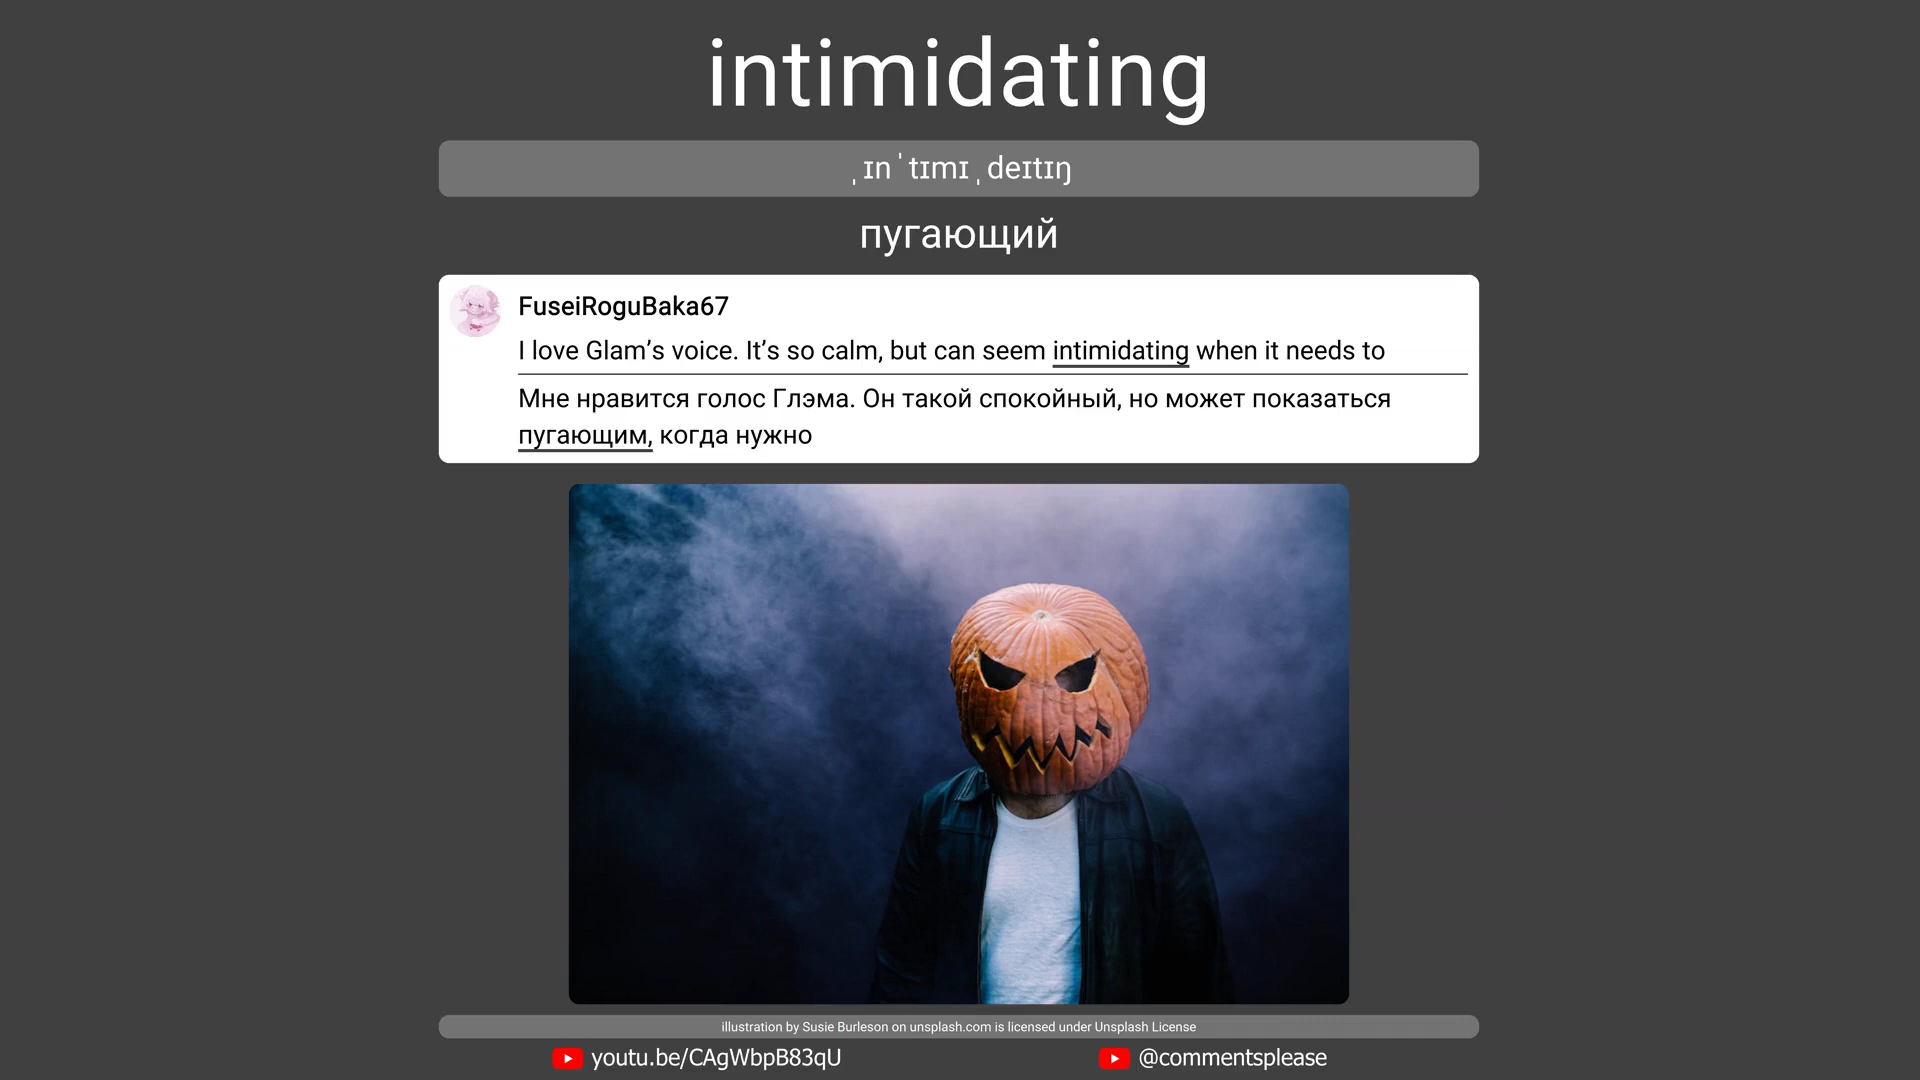 intimidating
ˌɪnˈtɪmɪˌdeɪtɪŋ
пугающий
FuseiRoguBaka67
I love Glam’s voice. It’s so calm, but can seem intimidating when it needs to
Мне нравится голос Глэма. Он такой спокойный, но может показаться
пугающим, когда нужно
illustration by Susie Burleson on unsplash.com is licensed under Unsplash License
youtu.be/CAgWbpB83qU
@commentsplease